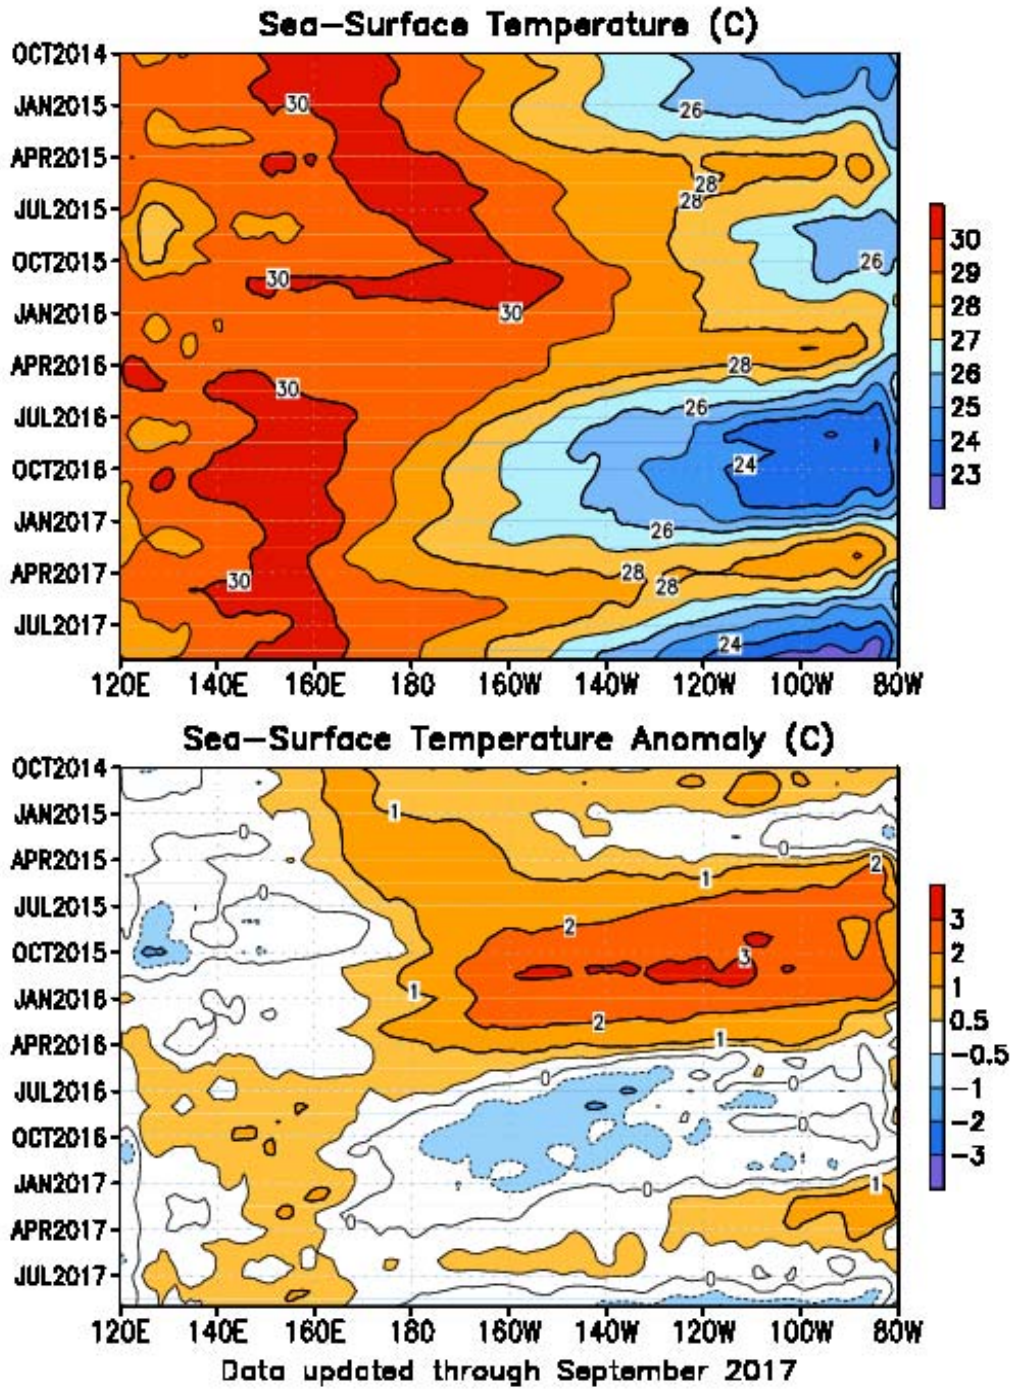 Sea-Surface Temperature (C)
OCT2014
JAN2015
APR2015
JUL2015
OCT2015
JAN2016
APR2016
JUL2016
OCT2016
JAN2017
APR2017
JUL2017
30
26
28
28
26
30
30
28
30
26
24
26
28
28
30
24
30
29
28
27
26
25
24
23
120E 140E 160E 180 160W 140W 120W 100W 80W
Sea-Surface Temperature Anomaly (C)
OCT2014
JAN2015
APR2015
JUL2015
OCT2015
JAN2016
APR2016
JUL2016
OCT2016
JAN2017
APR2017
JUL2017
1
0
0
2
1
0
2
3
1
2
1
0
0
0
0
1
0
0
3
2
1
0.5
-0.5
-1
-2
-3
120E 140E 160E 180 160W 140W 120W 100W 80W
Data updated through September 2017